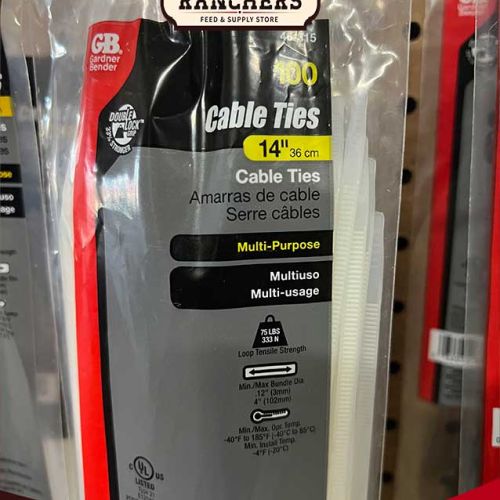 RANCHERS
FEED & SUPPLY STORE
GB
Gardner
Bender
100
DOUBLE
LOCK
STRONGER
Cable Ties
14" 36 cm
Cable Ties
Amarras de cable
Serre câbles
Multi-Purpose
Multiuso
Multi-usage
75 LBS
333 N
Loop Tensile Strength
Min./Max Bundle Dia.
.12" (3mm)
4" (102mm)
Min./Max. Opr. Temp.
-40°F to 185°F (-40°C to 85°C)
Min. Install Temp.
-4°F (-20°C)
C UL US
LISTED